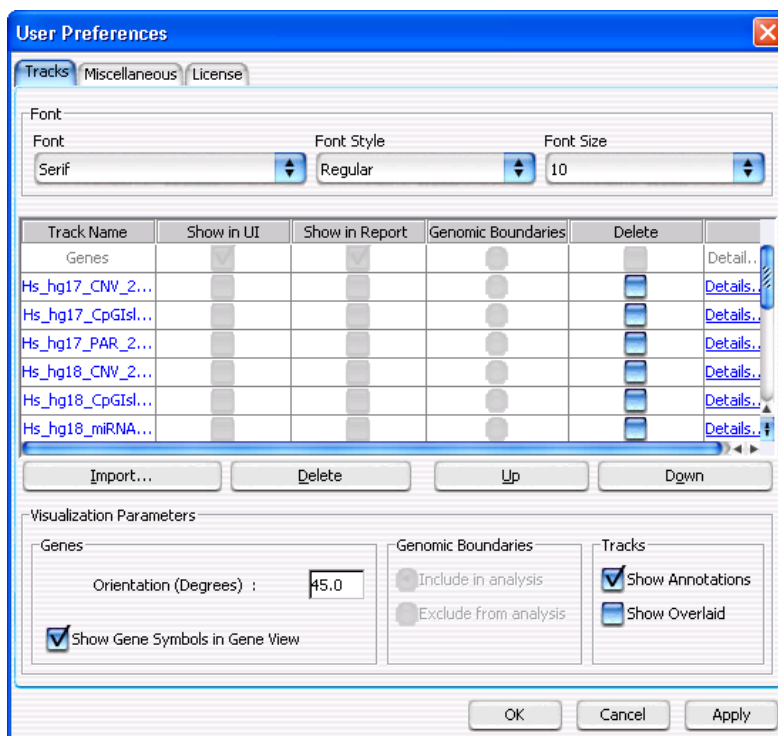 User Preferences
Tracks Miscellaneous License
Font
Font Font Style Font Size
Serif Regular 10
Track Name Show in UI Show in Report Genomic Boundaries Delete
Genes Detail..
Hs_hg17_CNV_2... Details..
Hs_hg17_CpGIsl... Details..
Hs_hg17_PAR_2... Details..
Hs_hg18_CNV_2... Details..
Hs_hg18_CpGIsl... Details..
Hs_hg18_miRNA... Details..
Import... Delete Up Down
Visualization Parameters
Genes Genomic Boundaries Tracks
Orientation (Degrees) : 45.0 Include in analysis Show Annotations
Exclude from analysis Show Overlaid
Show Gene Symbols in Gene View
OK Cancel Apply